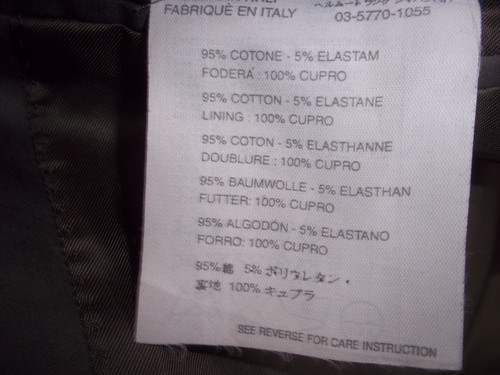 FABRIQUÉ EN ITALY
03-5770-1055
95% COTONE - 5% ELASTAM
FODERA: 100% CUPRO
95% COTTON - 5% ELASTANE
LINING : 100% CUPRO
95% COTON - 5% ELASTHANNE
DOUBLURE : 100% CUPRO
95% BAUMWOLLE - 5% ELASTHAN
FUTTER: 100% CUPRO
95% ALGODÓN - 5% ELASTANO
FORRO: 100% CUPRO
95%綿 5%ポリウレタン・
裏地 100%キュプラ
SEE REVERSE FOR CARE INSTRUCTION